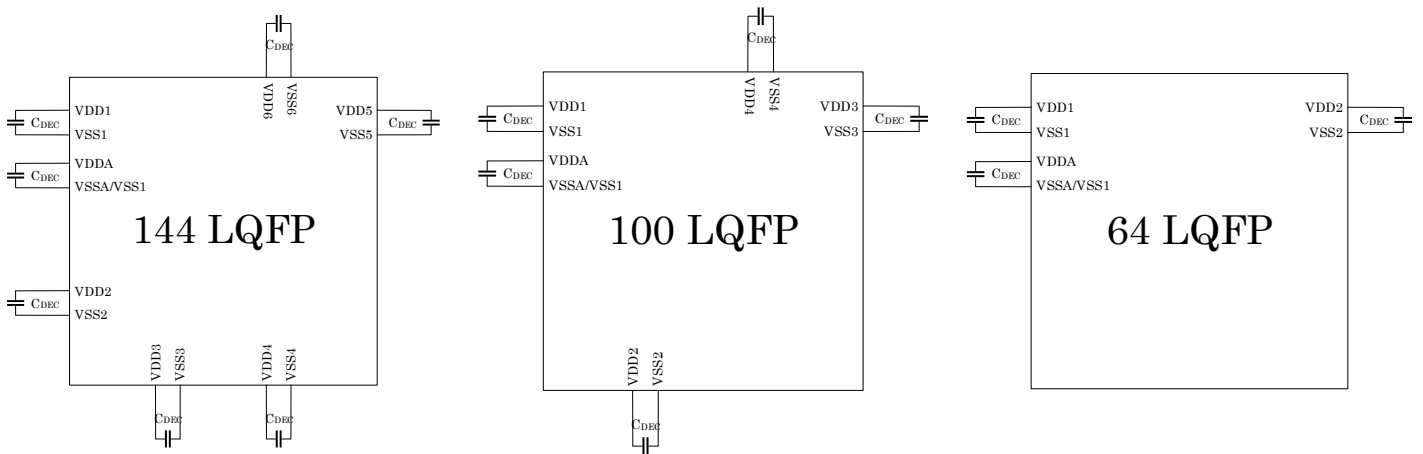 CDEC
VDD6
VSS6
VDD1
CDEC
VSS1
VDD5
CDEC
VSS5
VDDA
CDEC
VSSA/VSS1
144 LQFP
VDD2
CDEC
VSS2
VDD3
VSS3
VDD4
VSS4
CDEC
CDEC
CDEC
VDD4
VSS4
VDD1
CDEC
VSS1
VDD3
CDEC
VSS3
VDDA
CDEC
VSSA/VSS1
100 LQFP
VDD2
VSS2
CDEC
VDD1
CDEC
VSS1
VDD2
CDEC
VSS2
VDDA
CDEC
VSSA/VSS1
64 LQFP